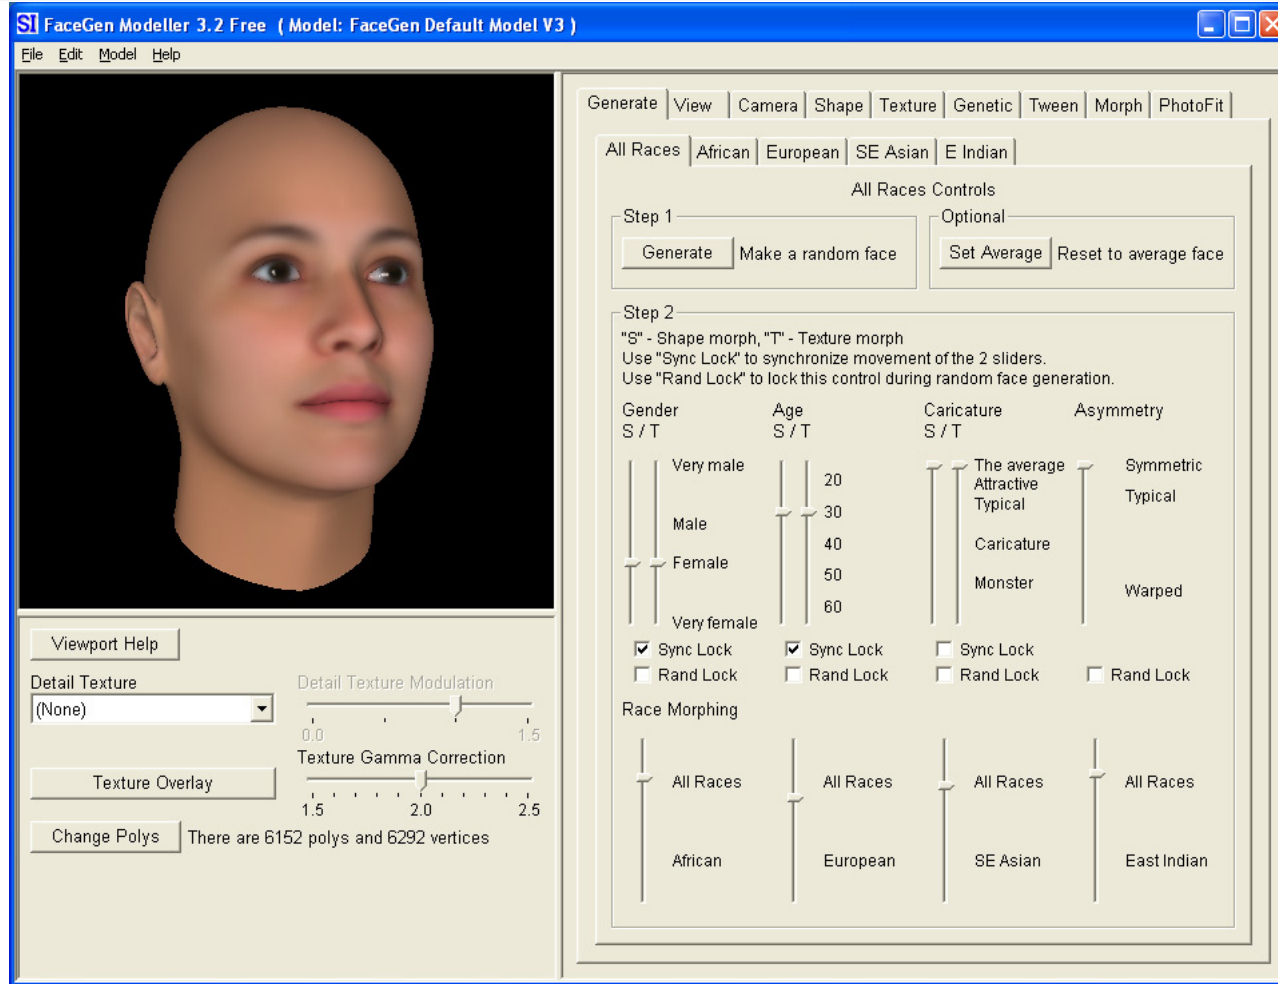 SI FaceGen Modeller 3.2 Free ( Model: FaceGen Default Model V3 )
File Edit Model Help
Generate View Camera Shape Texture Genetic Tween Morph PhotoFit
All Races African European SE Asian E Indian
All Races Controls
Step 1
Generate Make a random face
Optional
Set Average Reset to average face
Step 2
"S" - Shape morph, "T" - Texture morph
Use "Sync Lock" to synchronize movement of the 2 sliders.
Use "Rand Lock" to lock this control during random face generation.
Gender
S / T
Very male
Male
Female
Very female
Sync Lock
Rand Lock
Age
S / T
20
30
40
50
60
Sync Lock
Rand Lock
Caricature
S / T
The average
Attractive
Typical
Caricature
Monster
Sync Lock
Rand Lock
Asymmetry
Symmetric
Typical
Warped
Rand Lock
Race Morphing
All Races All Races All Races All Races
African European SE Asian East Indian
Viewport Help
Detail Texture
(None)
Detail Texture Modulation
0.0 1.5
Texture Overlay
Texture Gamma Correction
1.5 2.0 2.5
Change Polys There are 6152 polys and 6292 vertices